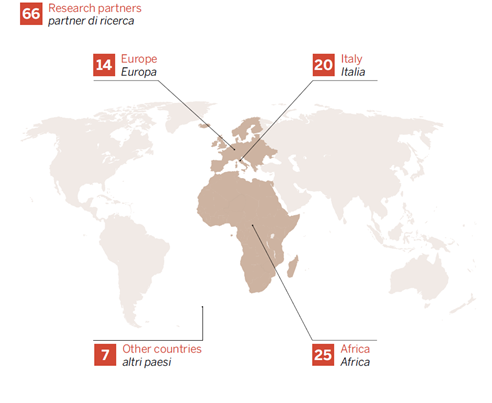 66 Research partners
partner di ricerca
14 Europe
Europa
20 Italy
Italia
7 Other countries
altri paesi
25 Africa
Africa